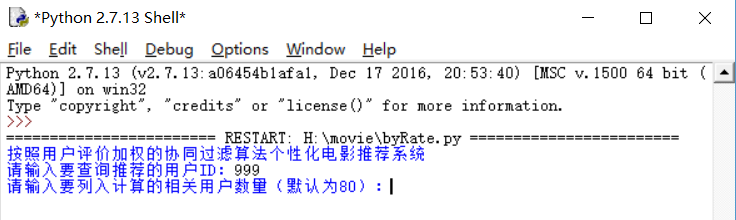 *Python 2.7.13 Shell*
File Edit Shell Debug Options Window Help
Python 2.7.13 (v2.7.13:a06454b1afa1, Dec 17 2016, 20:53:40) [MSC v.1500 64 bit (
AMD64)] on win32
Type "copyright", "credits" or "license()" for more information.
>>>
======================== RESTART: H:\movie\byRate.py ========================
按照用户评价加权的协同过滤算法个性化电影推荐系统
请输入要查询推荐的用户ID: 999
请输入要列入计算的相关用户数量（默认为80）: